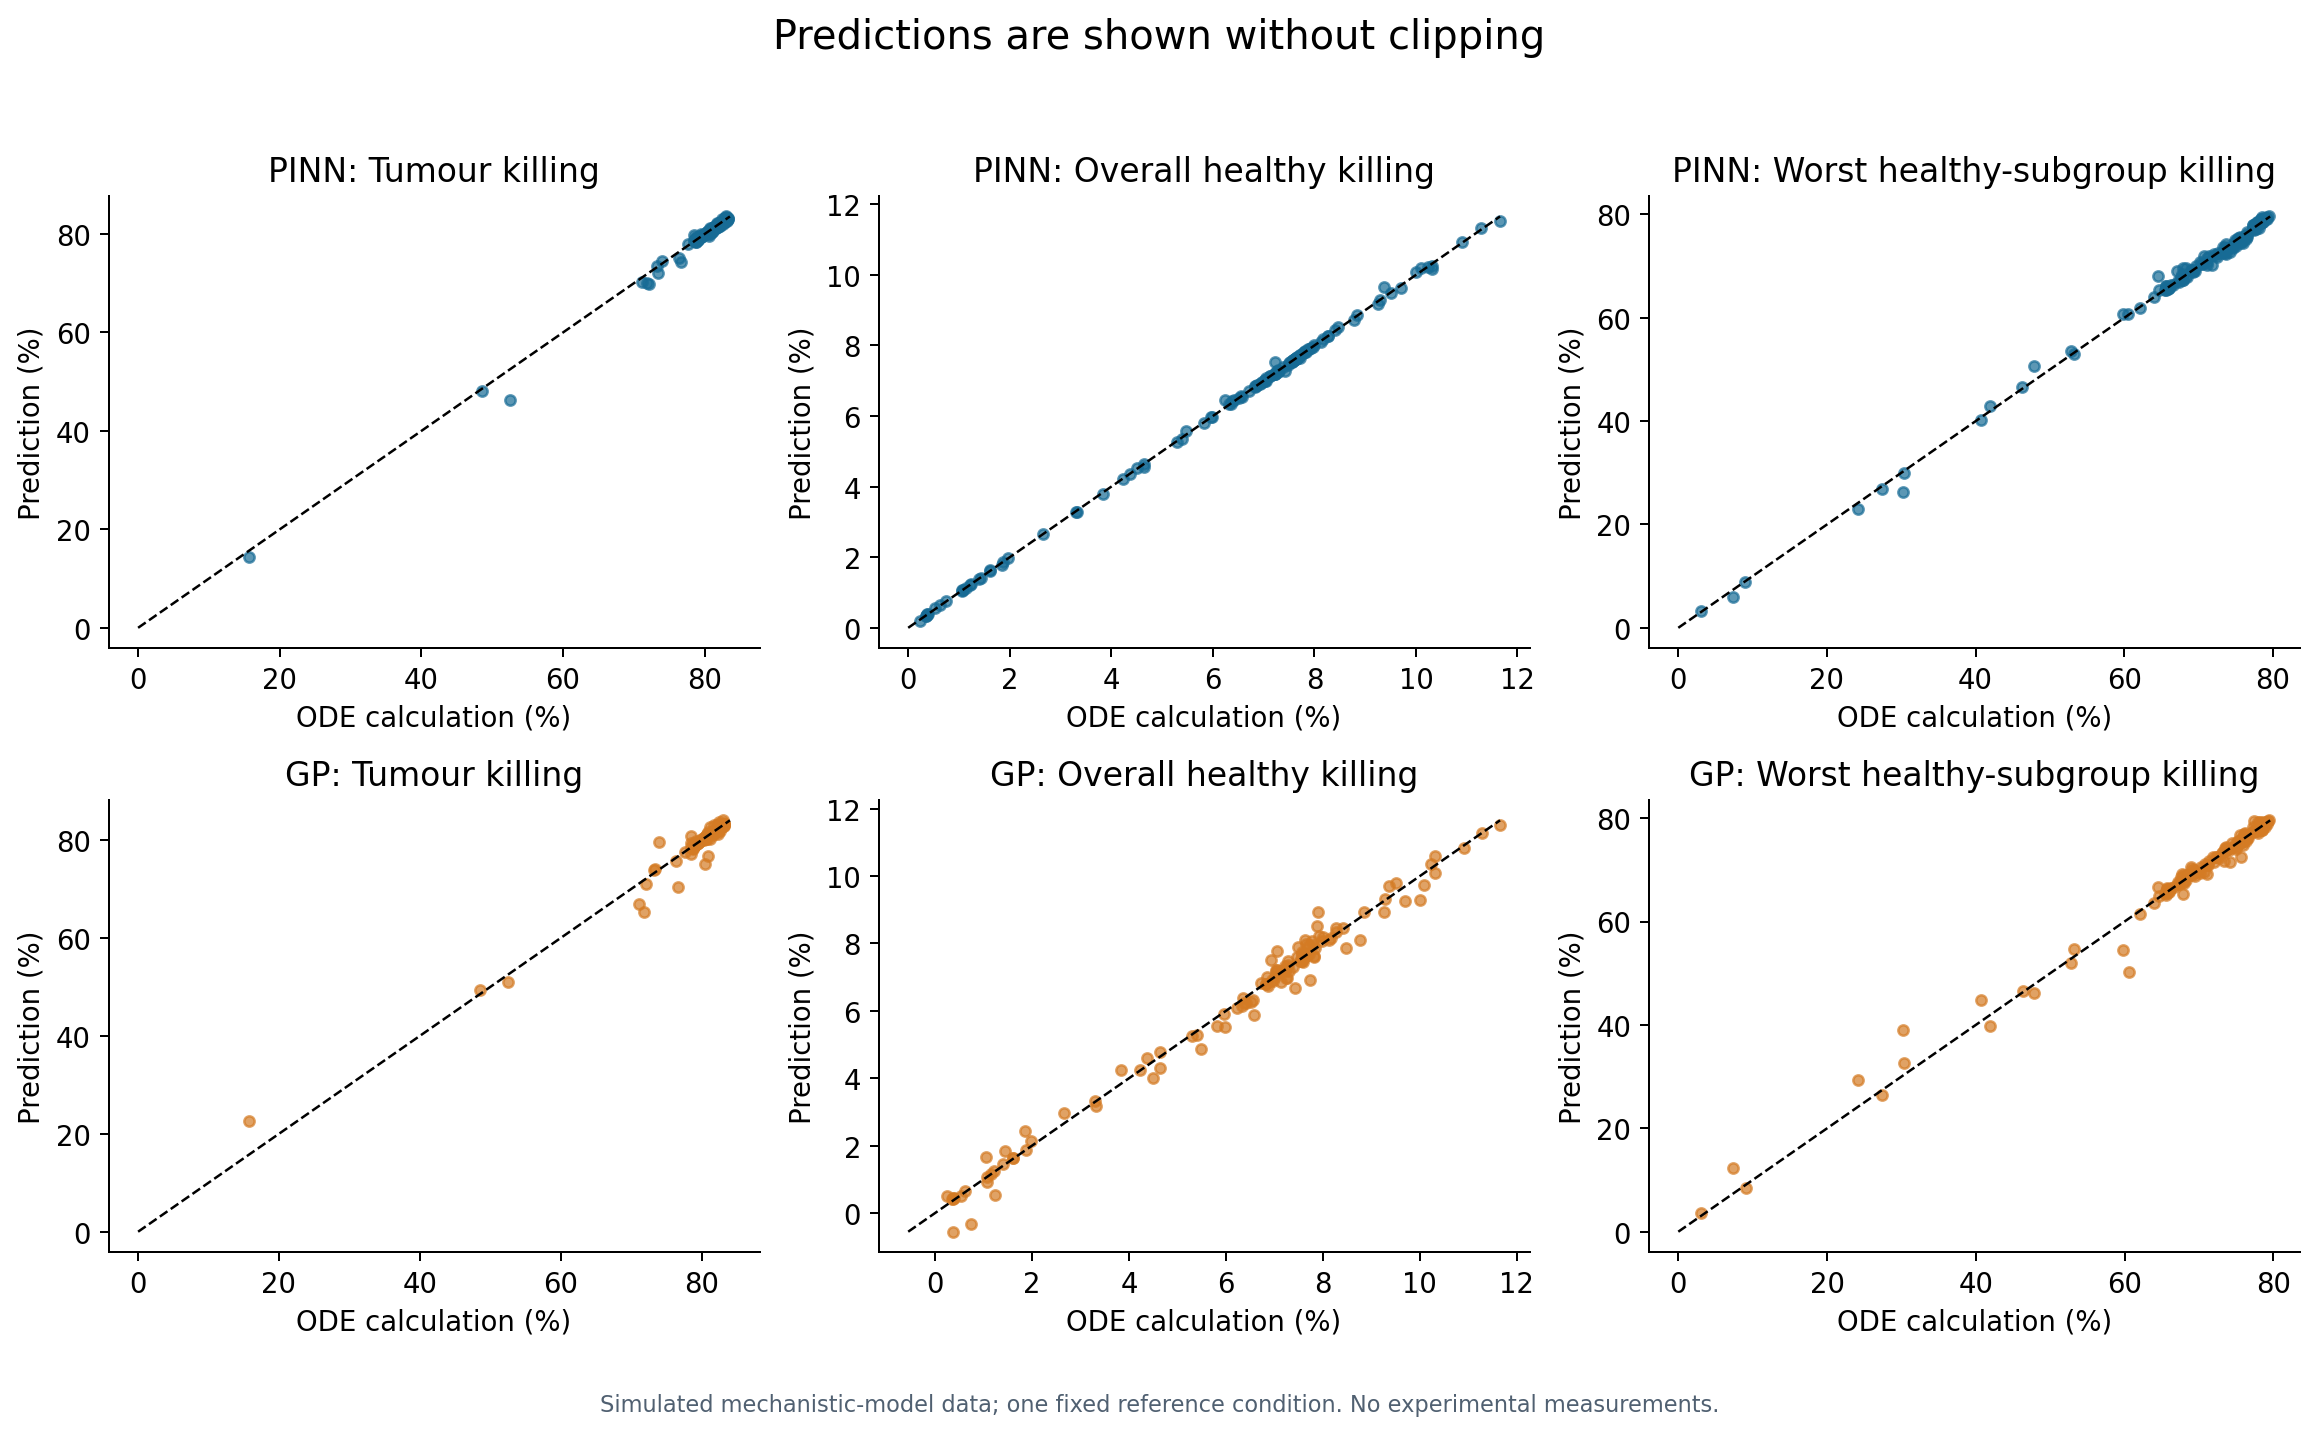 Predictions are shown without clipping
PINN: Tumour killing
Prediction (%)
80
60
40
20
0
0 20 40 60 80
ODE calculation (%)
PINN: Overall healthy killing
Prediction (%)
12
10
8
6
4
2
0
0 2 4 6 8 10 12
ODE calculation (%)
PINN: Worst healthy-subgroup killing
Prediction (%)
80
60
40
20
0
0 20 40 60 80
ODE calculation (%)
GP: Tumour killing
Prediction (%)
80
60
40
20
0
0 20 40 60 80
ODE calculation (%)
GP: Overall healthy killing
Prediction (%)
12
10
8
6
4
2
0
0 2 4 6 8 10 12
ODE calculation (%)
GP: Worst healthy-subgroup killing
Prediction (%)
80
60
40
20
0
0 20 40 60 80
ODE calculation (%)
Simulated mechanistic-model data; one fixed reference condition. No experimental measurements.